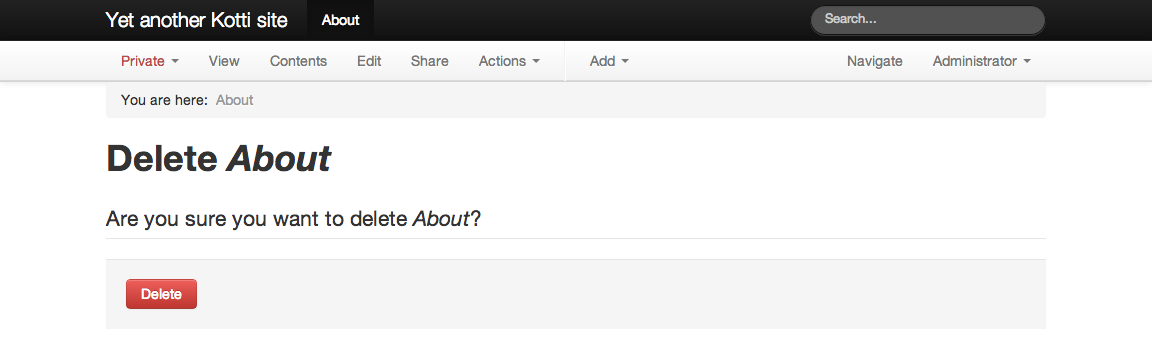 Yet another Kotti site About Search...
Private View Contents Edit Share Actions Add Navigate Administrator
You are here: About
Delete About
Are you sure you want to delete About?
Delete